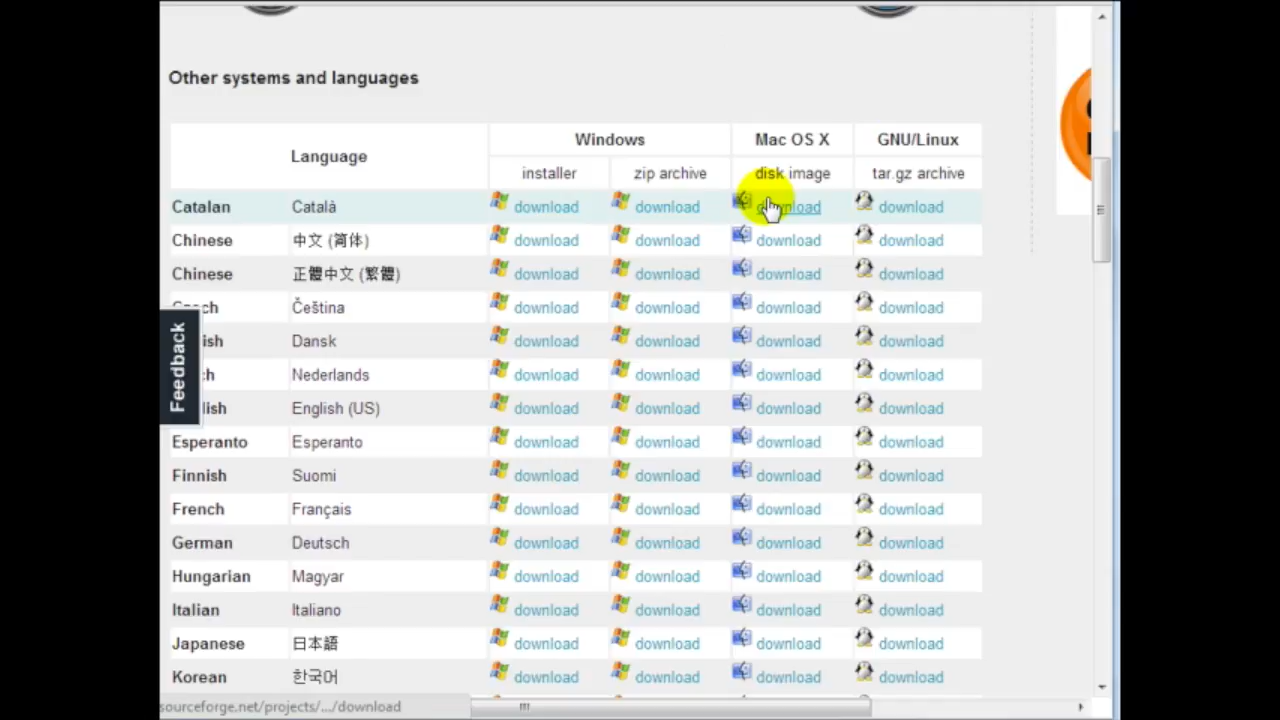 Other systems and languages
Language Windows Mac OS X GNU/Linux
installer zip archive disk image tar.gz archive
Catalan Català download download download download
Chinese 中文 (简体) download download download download
Chinese 正體中文 (繁體) download download download download
Čeština download download download download
Dansk download download download download
Nederlands download download download download
English (US) download download download download
Esperanto Esperanto download download download download
Finnish Suomi download download download download
French Français download download download download
German Deutsch download download download download
Hungarian Magyar download download download download
Italian Italiano download download download download
Japanese 日本語 download download download download
Korean 한국어 download download download download
Feedback
sourceforge.net/projects/.../download